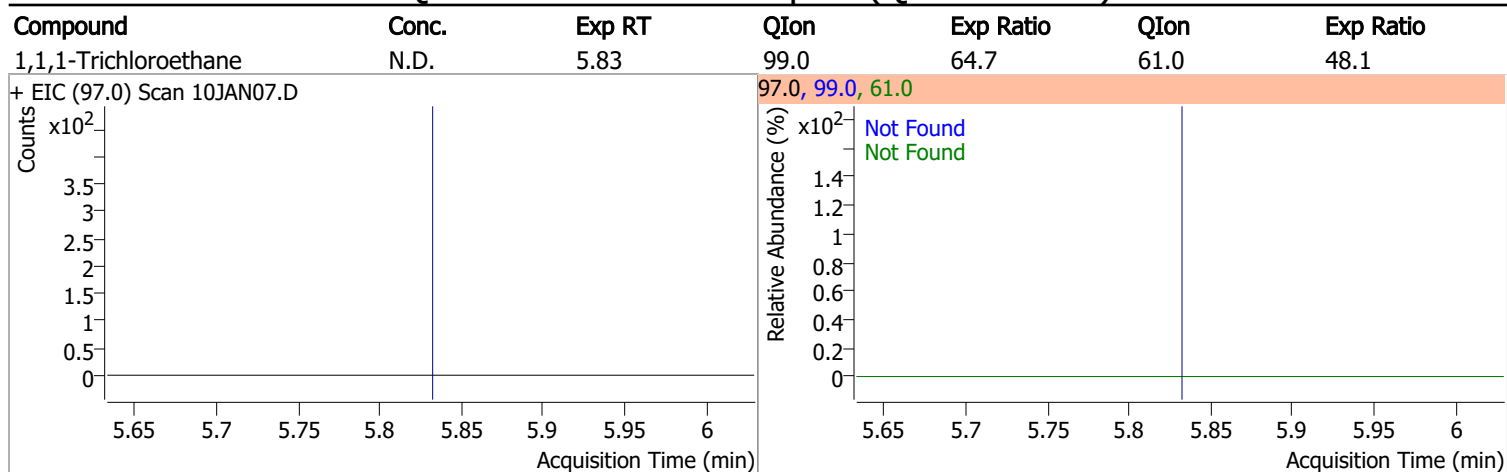 Compound Conc. Exp RT QIon Exp Ratio QIon Exp Ratio
1,1,1-Trichloroethane N.D. 5.83 99.0 64.7 61.0 48.1
+ EIC (97.0) Scan 10JAN07.D
Counts
x10²
3.5
3
2.5
2
1.5
1
0.5
0
5.65 5.7 5.75 5.8 5.85 5.9 5.95 6
Acquisition Time (min)
97.0, 99.0, 61.0
Relative Abundance (%)
x10²
Not Found
Not Found
1.4
1.2
1
0.8
0.6
0.4
0.2
0
5.65 5.7 5.75 5.8 5.85 5.9 5.95 6
Acquisition Time (min)